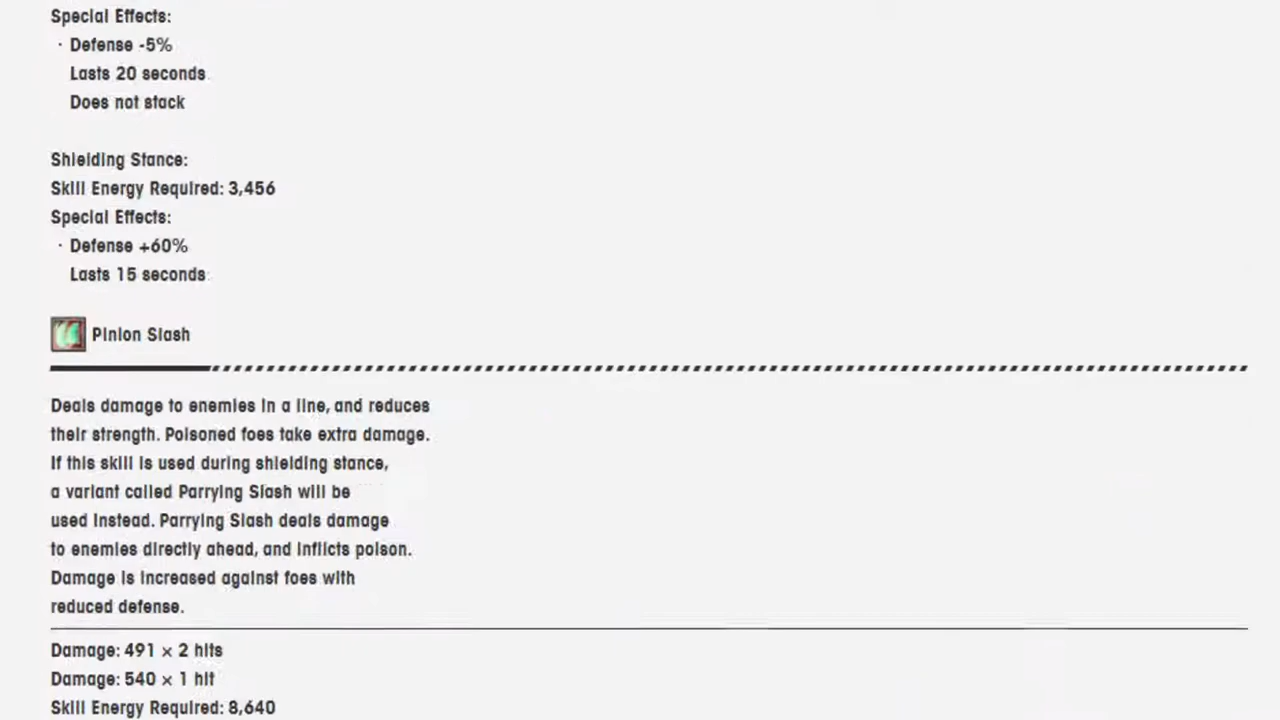 Special Effects:
· Defense -5%
Lasts 20 seconds
Does not stack
Shielding Stance:
Skill Energy Required: 3,456
Special Effects:
· Defense +60%
Lasts 15 seconds
Pinion Slash
Deals damage to enemies in a line, and reduces
their strength. Poisoned foes take extra damage.
If this skill is used during shielding stance,
a variant called Parrying Slash will be
used instead. Parrying Slash deals damage
to enemies directly ahead, and inflicts poison.
Damage is increased against foes with
reduced defense.
Damage: 491 × 2 hits
Damage: 540 × 1 hit
Skill Energy Required: 8,640